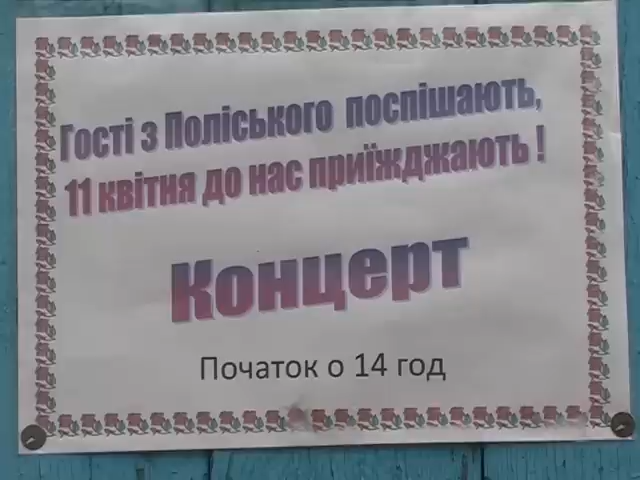 Гості з Поліського поспішають,
11 квітня до нас приїжджають !
Концерт
Початок о 14 год